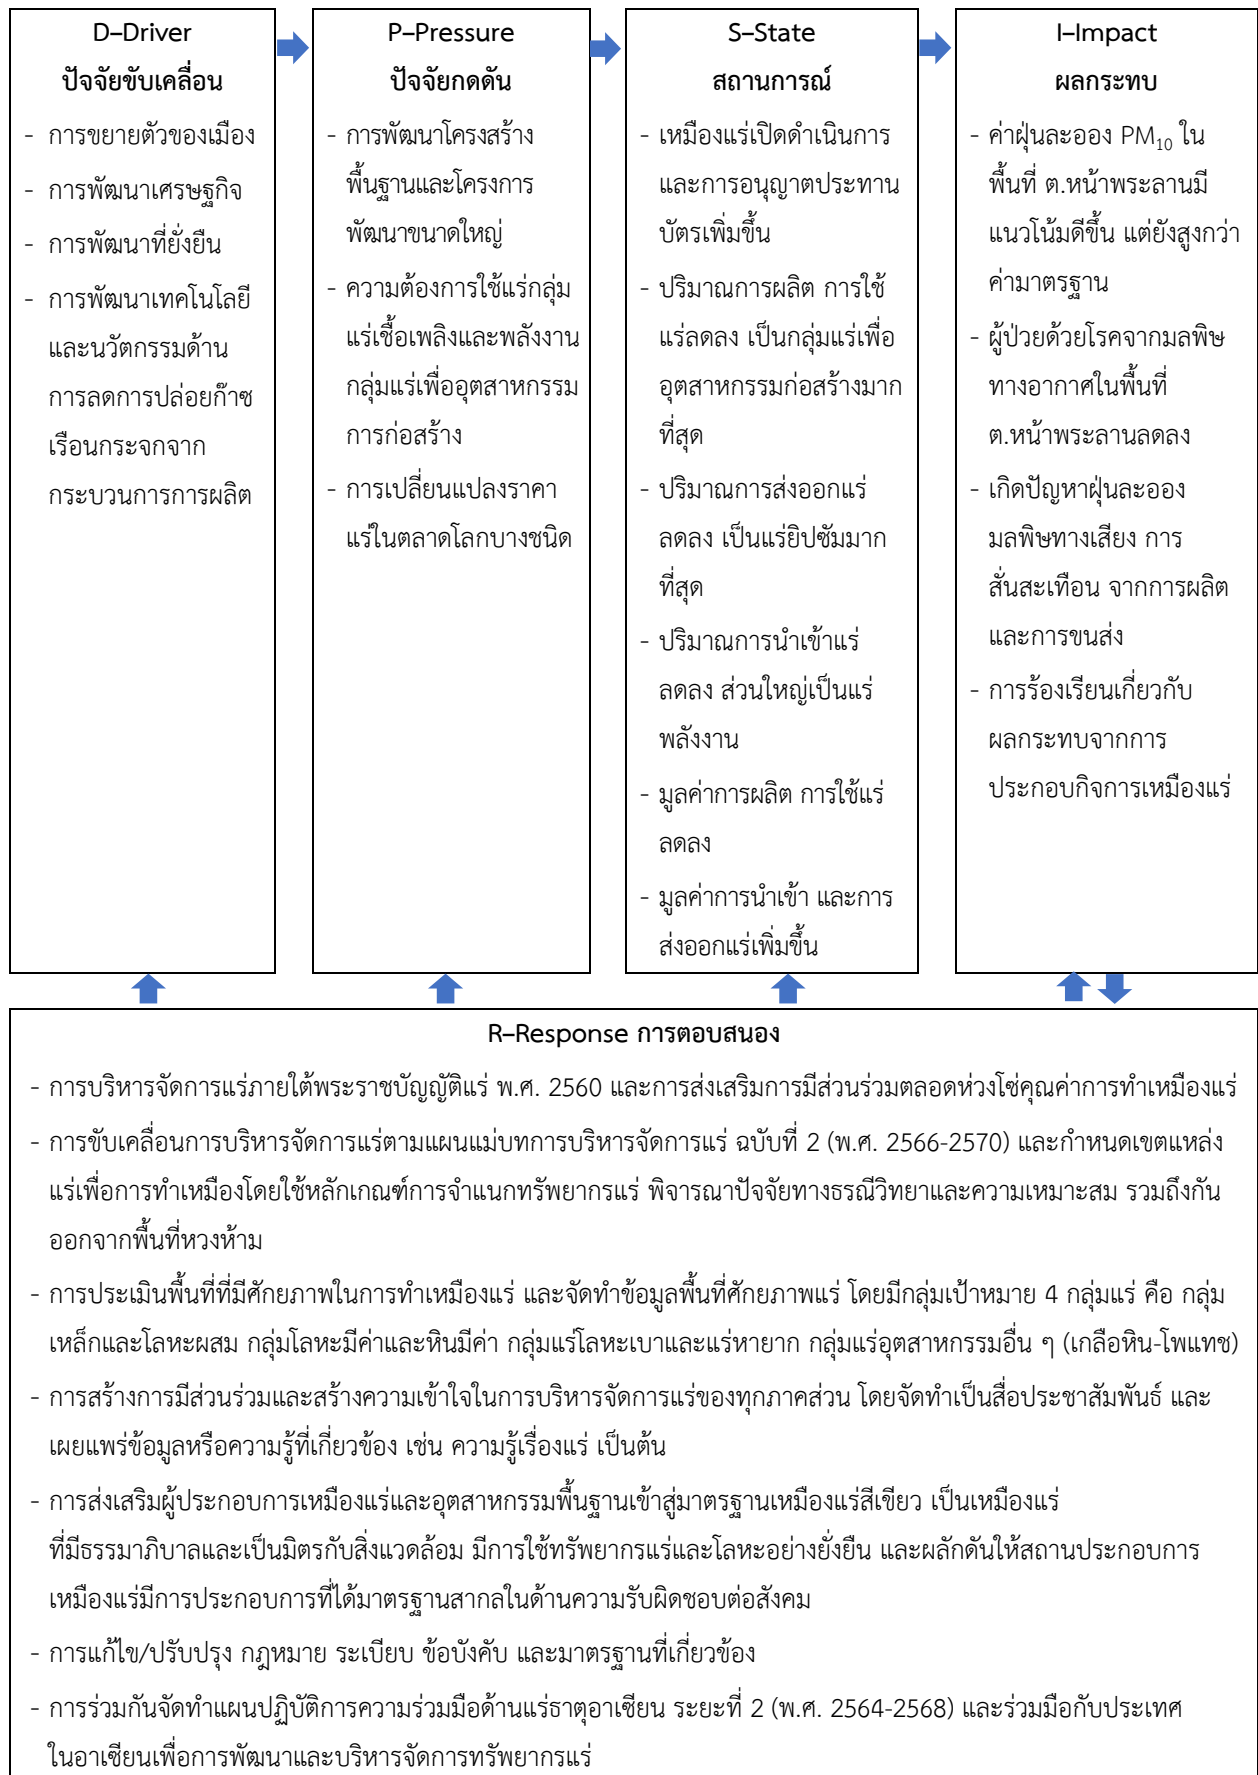 D–Driver
ปัจจัยขับเคลื่อน
- การขยายตัวของเมือง
- การพัฒนาเศรษฐกิจ
- การพัฒนาที่ยั่งยืน
- การพัฒนาเทคโนโลยี
และนวัตกรรมด้าน
การลดการปล่อยก๊าซ
เรือนกระจกจาก
กระบวนการการผลิต
P–Pressure
ปัจจัยกดดัน
- การพัฒนาโครงสร้าง
พื้นฐานและโครงการ
พัฒนาขนาดใหญ่
- ความต้องการใช้แร่กลุ่ม
แร่เชื้อเพลิงและพลังงาน
กลุ่มแร่เพื่ออุตสาหกรรม
การก่อสร้าง
- การเปลี่ยนแปลงราคา
แร่ในตลาดโลกบางชนิด
S–State
สถานการณ์
- เหมืองแร่เปิดดำเนินการ
และการอนุญาตประทาน
บัตรเพิ่มขึ้น
- ปริมาณการผลิต การใช้
แร่ลดลง เป็นกลุ่มแร่เพื่อ
อุตสาหกรรมก่อสร้างมาก
ที่สุด
- ปริมาณการส่งออกแร่
ลดลง เป็นแร่ยิปซัมมาก
ที่สุด
- ปริมาณการนำเข้าแร่
ลดลง ส่วนใหญ่เป็นแร่
พลังงาน
- มูลค่าการผลิต การใช้แร่
ลดลง
- มูลค่าการนำเข้า และการ
ส่งออกแร่เพิ่มขึ้น
I–Impact
ผลกระทบ
- ค่าฝุ่นละออง PM₁₀ ใน
พื้นที่ ต.หน้าพระลานมี
แนวโน้มดีขึ้น แต่ยังสูงกว่า
ค่ามาตรฐาน
- ผู้ป่วยด้วยโรคจากมลพิษ
ทางอากาศในพื้นที่
ต.หน้าพระลานลดลง
- เกิดปัญหาฝุ่นละออง
มลพิษทางเสียง การ
สั่นสะเทือน จากการผลิต
และการขนส่ง
- การร้องเรียนเกี่ยวกับ
ผลกระทบจากการ
ประกอบกิจการเหมืองแร่
R–Response การตอบสนอง
- การบริหารจัดการแร่ภายใต้พระราชบัญญัติแร่ พ.ศ. 2560 และการส่งเสริมการมีส่วนร่วมตลอดห่วงโซ่คุณค่าการทำเหมืองแร่
- การขับเคลื่อนการบริหารจัดการแร่ตามแผนแม่บทการบริหารจัดการแร่ ฉบับที่ 2 (พ.ศ. 2566-2570) และกำหนดเขตแหล่ง
แร่เพื่อการทำเหมืองโดยใช้หลักเกณฑ์การจำแนกทรัพยากรแร่ พิจารณาปัจจัยทางธรณีวิทยาและความเหมาะสม รวมถึงกัน
ออกจากพื้นที่หวงห้าม
- การประเมินพื้นที่ที่มีศักยภาพในการทำเหมืองแร่ และจัดทำข้อมูลพื้นที่ศักยภาพแร่ โดยมีกลุ่มเป้าหมาย 4 กลุ่มแร่ คือ กลุ่ม
เหล็กและโลหะผสม กลุ่มโลหะมีค่าและหินมีค่า กลุ่มแร่โลหะเบาและแร่หายาก กลุ่มแร่อุตสาหกรรมอื่น ๆ (เกลือหิน-โพแทช)
- การสร้างการมีส่วนร่วมและสร้างความเข้าใจในการบริหารจัดการแร่ของทุกภาคส่วน โดยจัดทำเป็นสื่อประชาสัมพันธ์ และ
เผยแพร่ข้อมูลหรือความรู้ที่เกี่ยวข้อง เช่น ความรู้เรื่องแร่ เป็นต้น
- การส่งเสริมผู้ประกอบการเหมืองแร่และอุตสาหกรรมพื้นฐานเข้าสู่มาตรฐานเหมืองแร่สีเขียว เป็นเหมืองแร่
ที่มีธรรมาภิบาลและเป็นมิตรกับสิ่งแวดล้อม มีการใช้ทรัพยากรแร่และโลหะอย่างยั่งยืน และผลักดันให้สถานประกอบการ
เหมืองแร่มีการประกอบการที่ได้มาตรฐานสากลในด้านความรับผิดชอบต่อสังคม
- การแก้ไข/ปรับปรุง กฎหมาย ระเบียบ ข้อบังคับ และมาตรฐานที่เกี่ยวข้อง
- การร่วมกันจัดทำแผนปฏิบัติการความร่วมมือด้านแร่ธาตุอาเซียน ระยะที่ 2 (พ.ศ. 2564-2568) และร่วมมือกับประเทศ
ในอาเซียนเพื่อการพัฒนาและบริหารจัดการทรัพยากรแร่